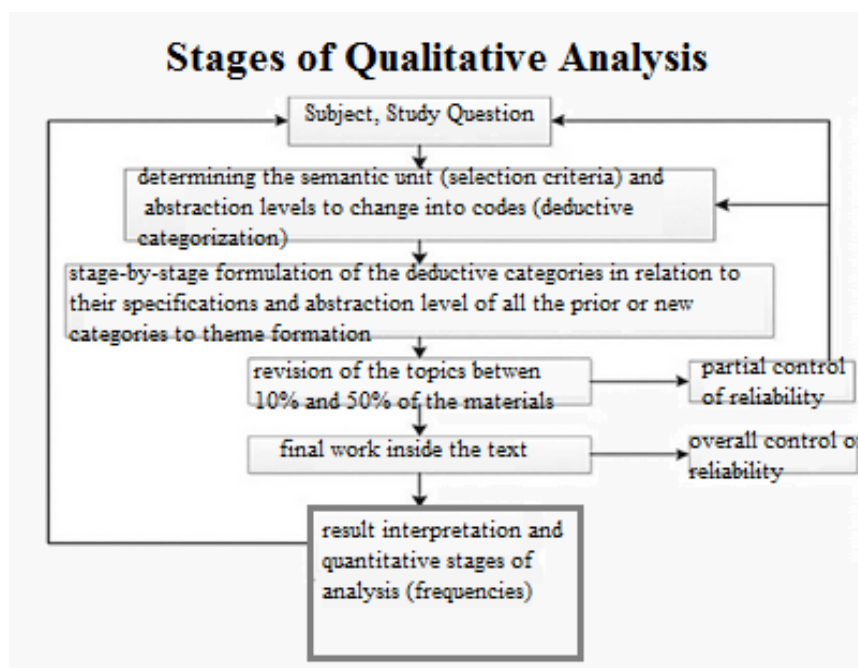 Stages of Qualitative Analysis
Subject, Study Question
determining the semantic unit (selection criteria) and
abstraction levels to change into codes (deductive
categorization)
stage-by-stage formulation of the deductive categories in relation to
their specifications and abstraction level of all the prior or new
categories to theme formation
revision of the topics betwen
10% and 50% of the materials
partial control
of reliability
final work inside the text
overall control o
reliability
result interpretation and
quantitative stages of
analysis (frequencies)